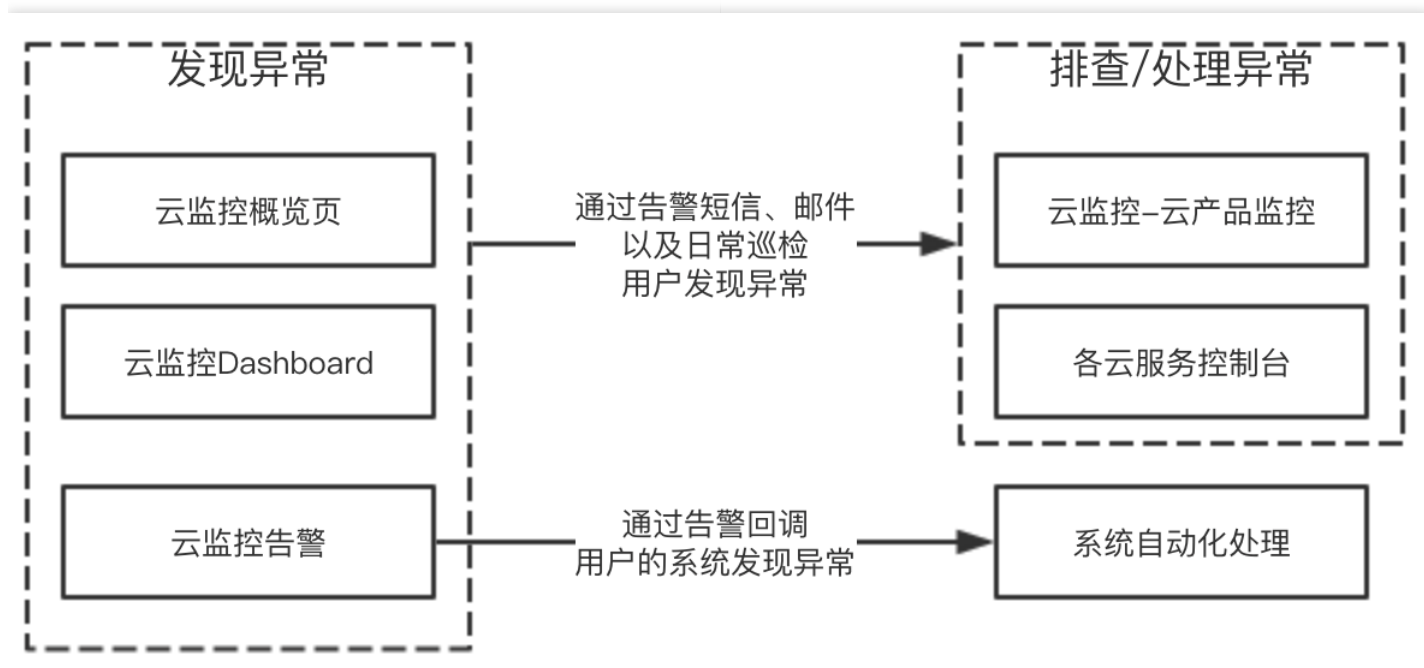 发现异常
云监控概览页
云监控Dashboard
云监控告警
通过告警短信、邮件
以及日常巡检
用户发现异常
通过告警回调
用户的系统发现异常
排查/处理异常
云监控-云产品监控
各云服务控制台
系统自动化处理